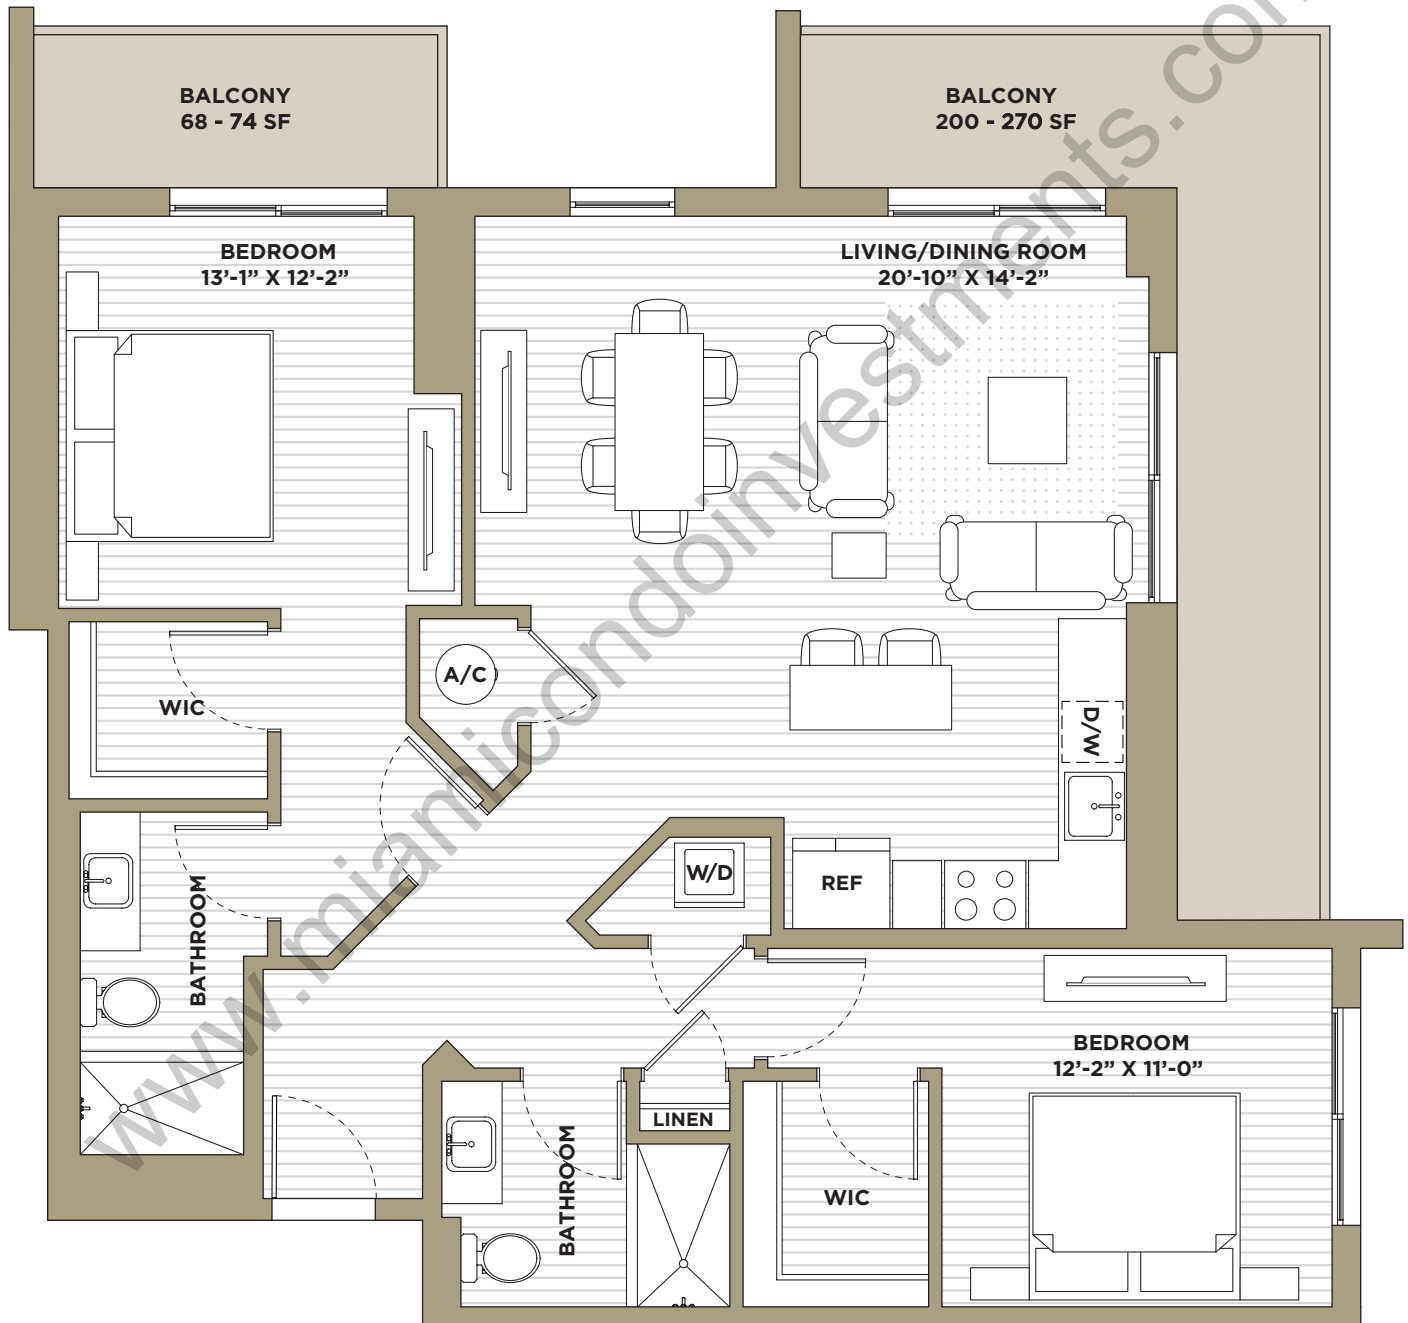 BALCONY
68 - 74 SF
BALCONY
200 - 270 SF
BEDROOM
13’-1” X 12’-2”
LIVING/DINING ROOM
20’-10” X 14’-2”
A/C
WIC
D/W
W/D
REF
BATHROOM
BEDROOM
12’-2” X 11’-0”
LINEN
BATHROOM
WIC
www.miamicondoinvestments.com